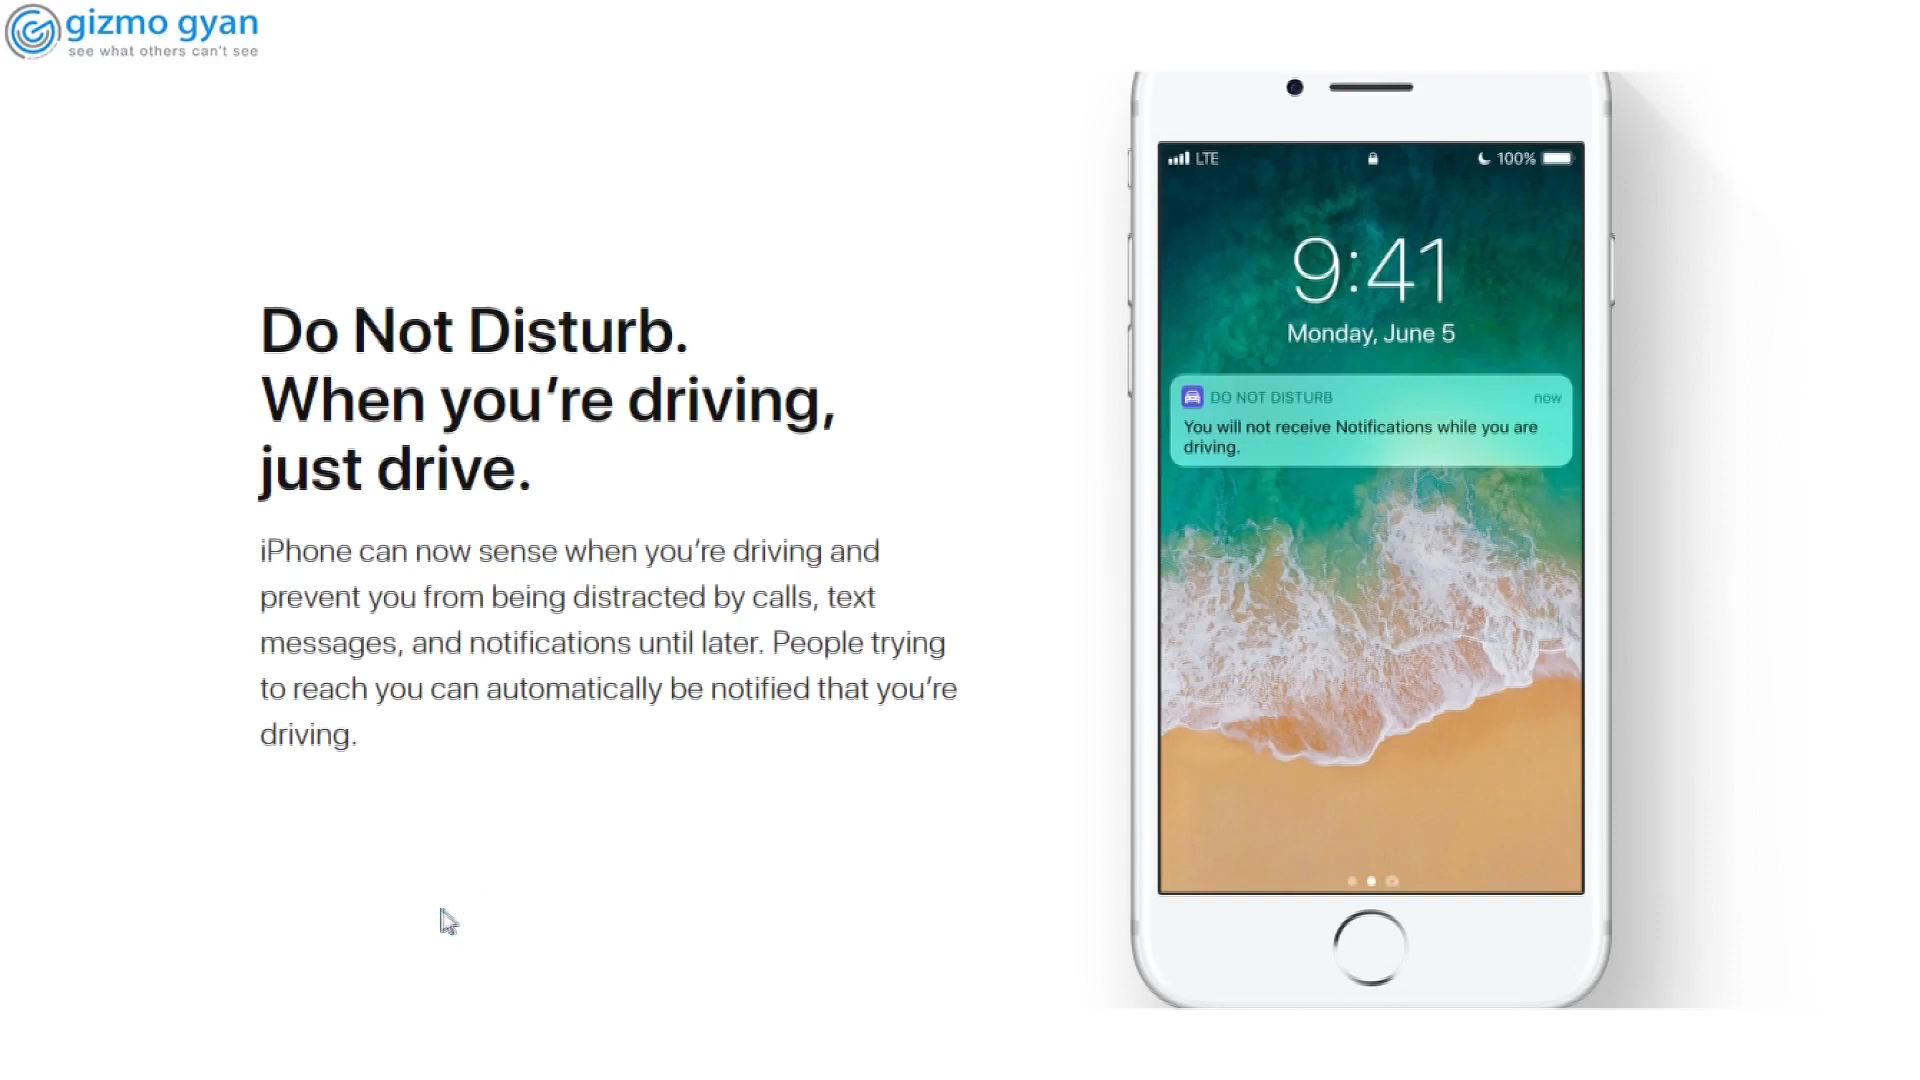 gizmo gyan
see what others can't see
Do Not Disturb.
When you’re driving,
just drive.
iPhone can now sense when you’re driving and
prevent you from being distracted by calls, text
messages, and notifications until later. People trying
to reach you can automatically be notified that you’re
driving.
LTE 100%
9:41
Monday, June 5
DO NOT DISTURB now
You will not receive Notifications while you are
driving.